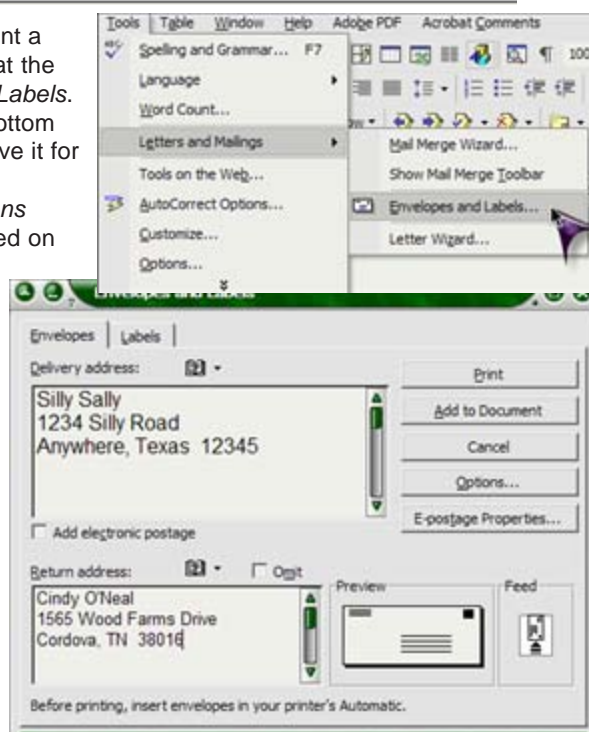 Tools Table Window Help Adobe PDF Acrobat Comments
nt a
at the
Labels.
ottom
ve it for
ns
ed on
ABC Spelling and Grammar... F7
100
Language
Word Count...
Letters and Mailings
Tools on the Web...
AutoCorrect Options...
Customize...
Options...
Mail Merge Wizard...
Show Mail Merge Toolbar
Envelopes and Labels...
Letter Wizard...
Envelopes and Labels
Envelopes Labels
Delivery address:
Silly Sally
1234 Silly Road
Anywhere, Texas 12345
Add electronic postage
Print
Add to Document
Cancel
Options...
E-postage Properties...
Return address: Omit
Cindy O'Neal
1565 Wood Farms Drive
Cordova, TN 38016
Preview
Feed
Before printing, insert envelopes in your printer's Automatic.